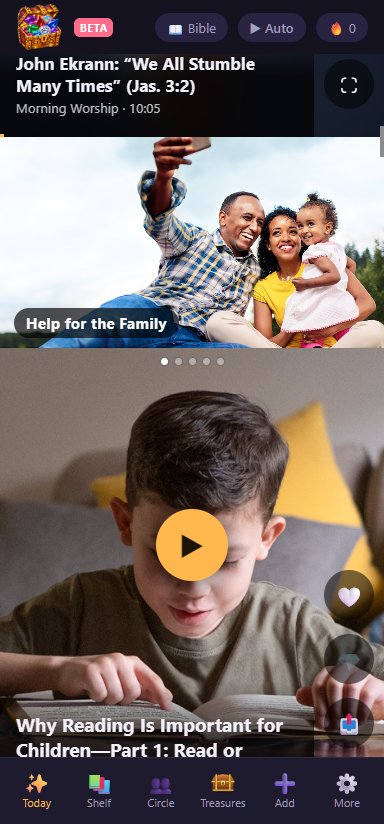 BETA
Bible
Auto
0
John Ekrann: “We All Stumble
Many Times” (Jas. 3:2)
Morning Worship · 10:05
Help for the Family
Why Reading Is Important for
Children—Part 1: Read or
Today
Shelf
Circle
Treasures
Add
More